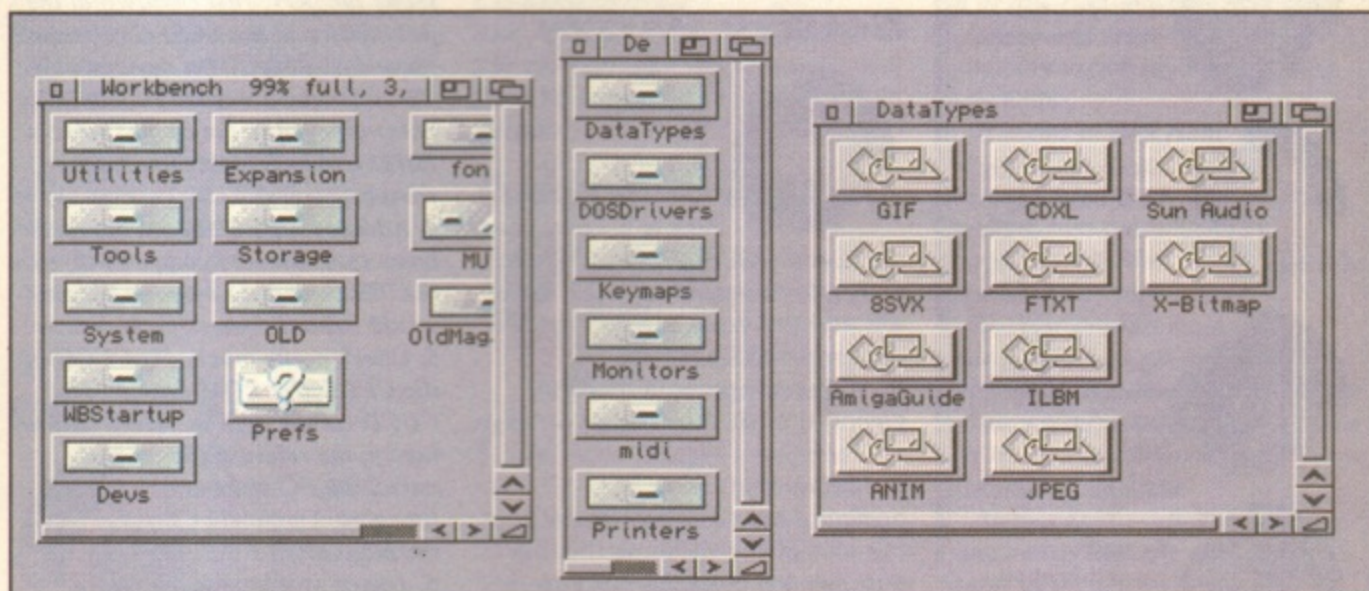 Workbench 99% full, 3,
Utilities Expansion fon
Tools Storage MU
System OLD OldMag
WBStartup Prefs
Devs
De
DataTypes
DOSDrivers
Keymaps
Monitors
midi
Printers
DataTypes
GIF CDXL Sun Audio
8SVX FTXT X-Bitmap
AmigaGuide ILBM
ANIM JPEG